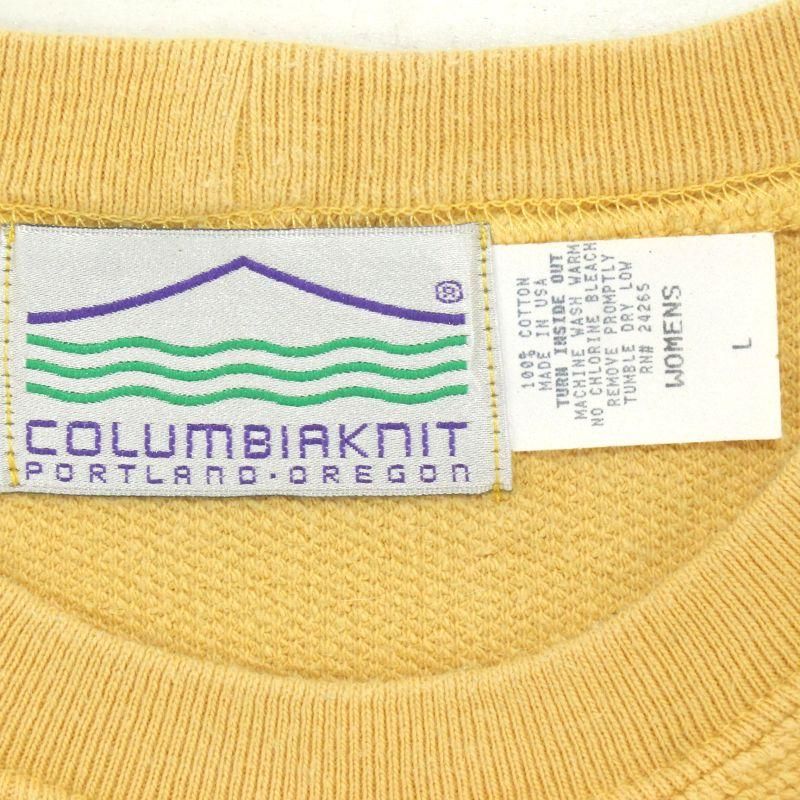 ®
COLUMBIAKNIT
PORTLAND·OREGON
100% COTTON
MADE IN USA
TURN INSIDE OUT
MACHINE WASH WARM
NO CHLORINE BLEACH
REMOVE PROMPTLY
TUMBLE DRY LOW
RN# 24265
WOMENS
L